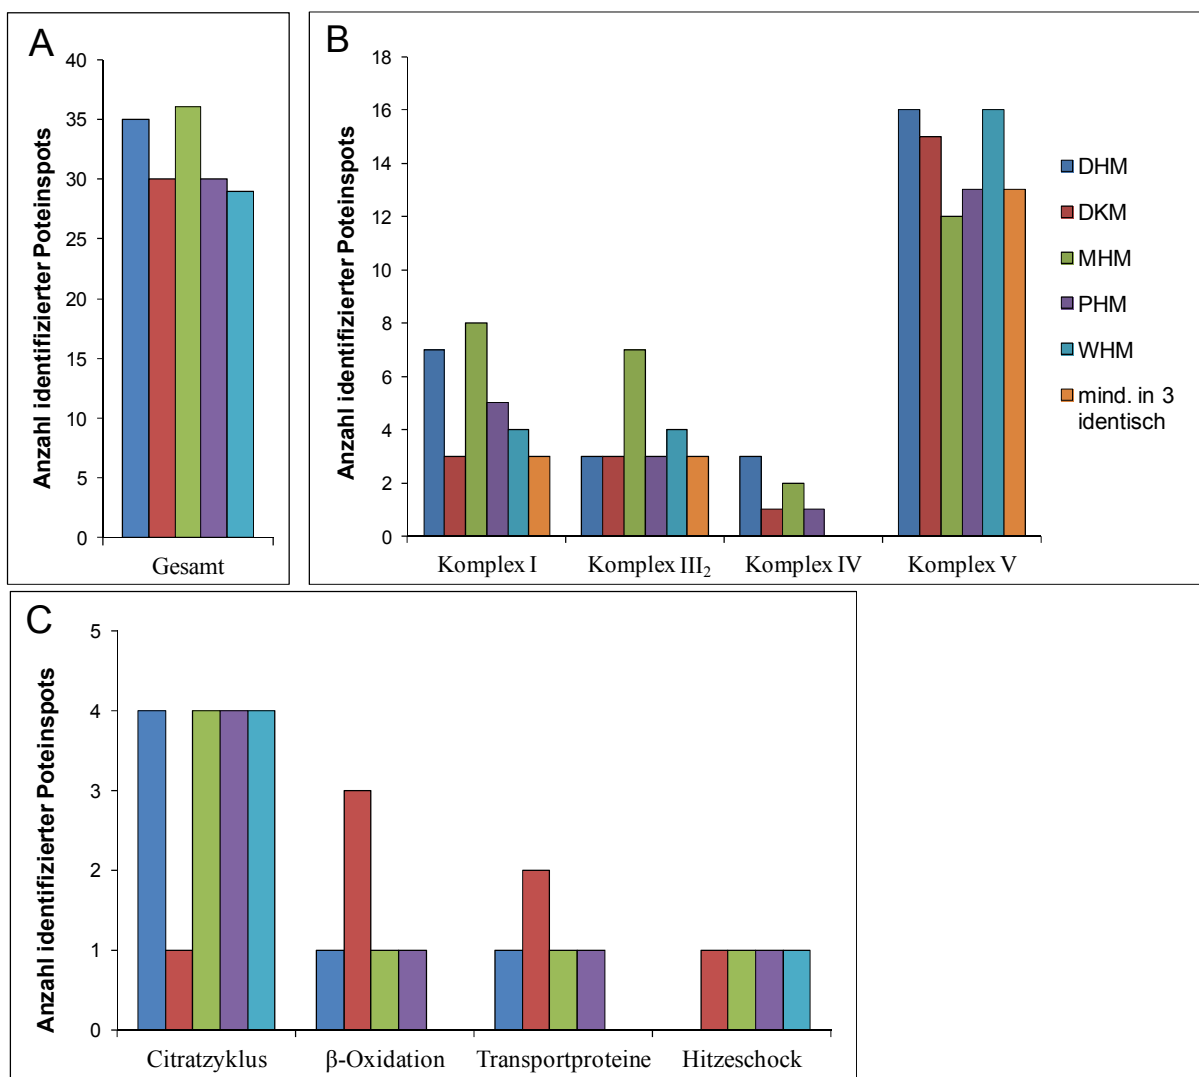 A
Anzahl identifizierter Poteinspots
40
35
30
25
20
15
10
5
0
Gesamt
B
Anzahl identifizierter Poteinspots
18
16
14
12
10
8
6
4
2
0
Komplex I
Komplex III₂
Komplex IV
Komplex V
DHM
DKM
MHM
PHM
WHM
mind. in 3
identisch
C
Anzahl identifizierter Poteinspots
5
4
3
2
1
0
Citratzyklus
β-Oxidation
Transportproteine
Hitzeschock